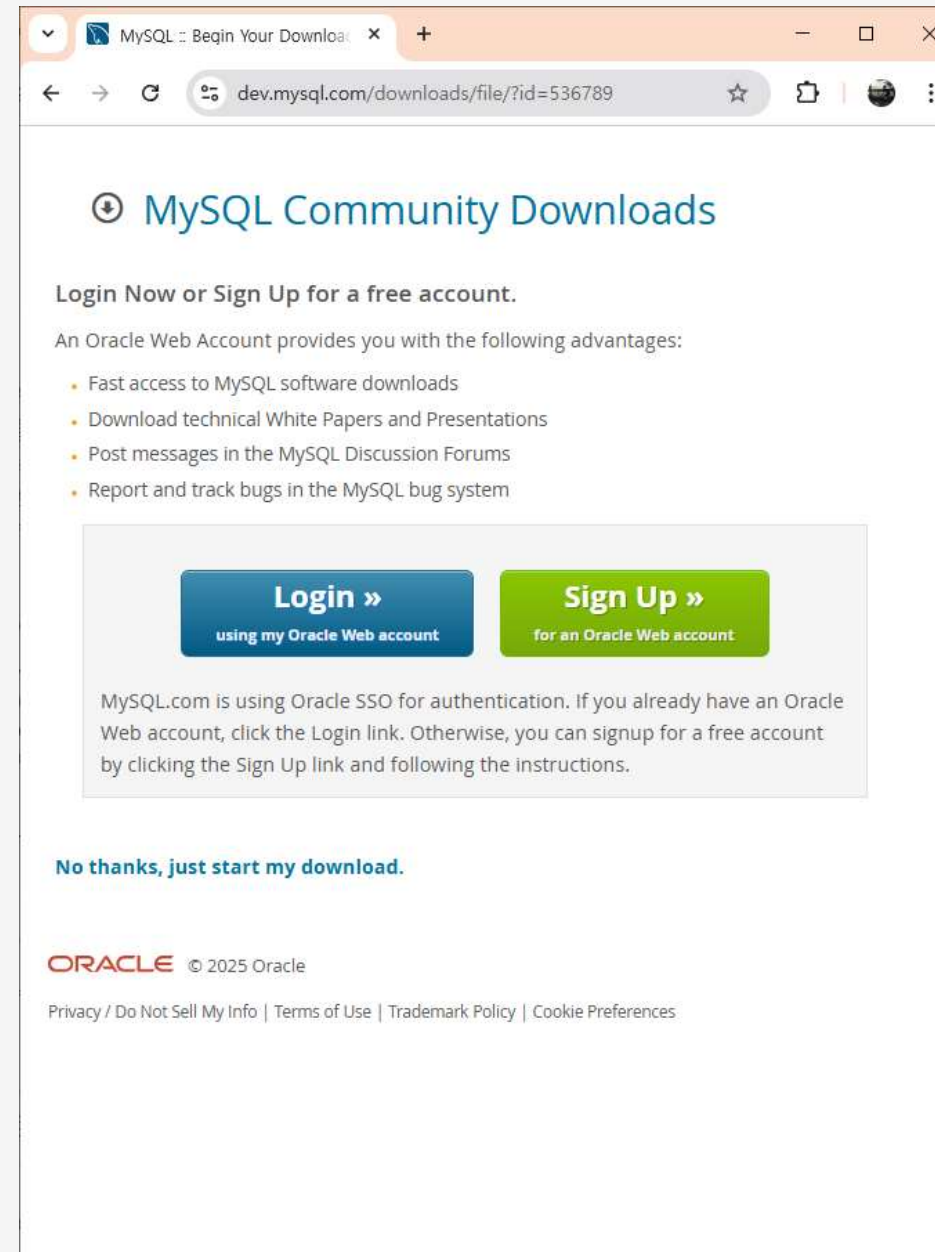 MySQL :: Begin Your Downloa
dev.mysql.com/downloads/file/?id=536789
MySQL Community Downloads
Login Now or Sign Up for a free account.
An Oracle Web Account provides you with the following advantages:
Fast access to MySQL software downloads
Download technical White Papers and Presentations
Post messages in the MySQL Discussion Forums
Report and track bugs in the MySQL bug system
Login »
using my Oracle Web account
Sign Up »
for an Oracle Web account
MySQL.com is using Oracle SSO for authentication. If you already have an Oracle
Web account, click the Login link. Otherwise, you can signup for a free account
by clicking the Sign Up link and following the instructions.
No thanks, just start my download.
ORACLE © 2025 Oracle
Privacy / Do Not Sell My Info | Terms of Use | Trademark Policy | Cookie Preferences